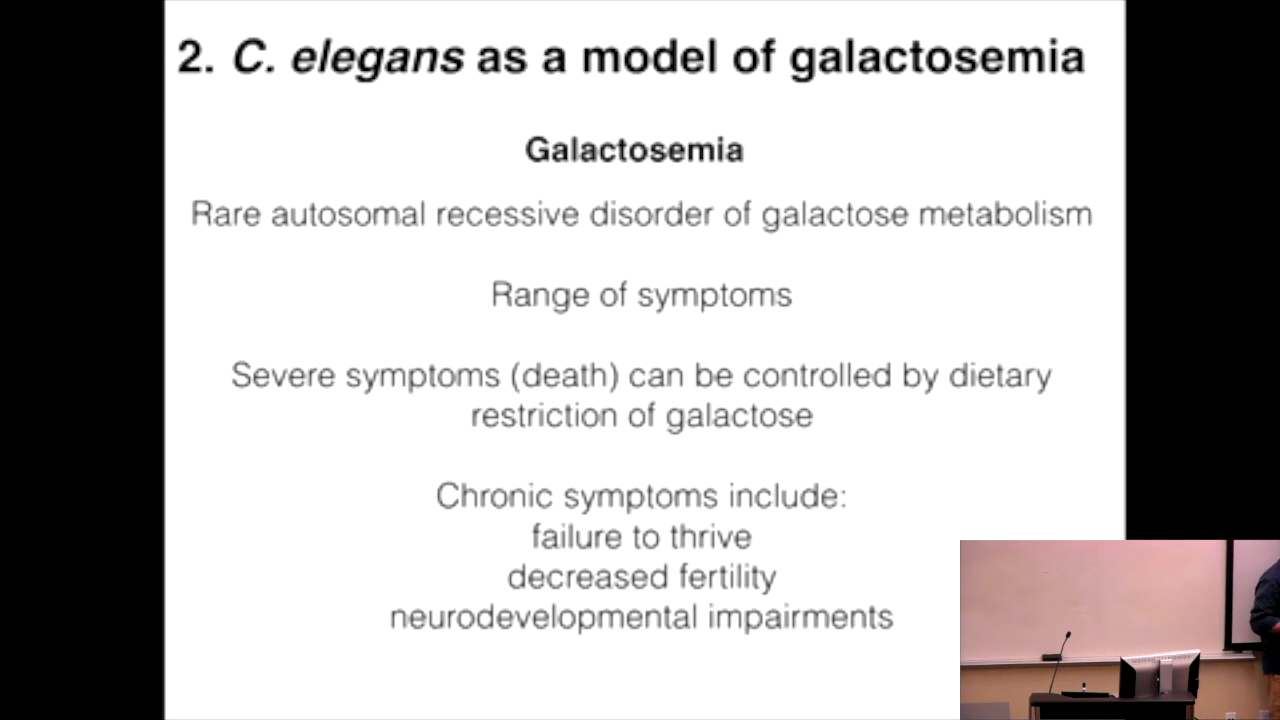 2. C. elegans as a model of galactosemia
Galactosemia
Rare autosomal recessive disorder of galactose metabolism
Range of symptoms
Severe symptoms (death) can be controlled by dietary
restriction of galactose
Chronic symptoms include:
failure to thrive
decreased fertility
neurodevelopmental impairments